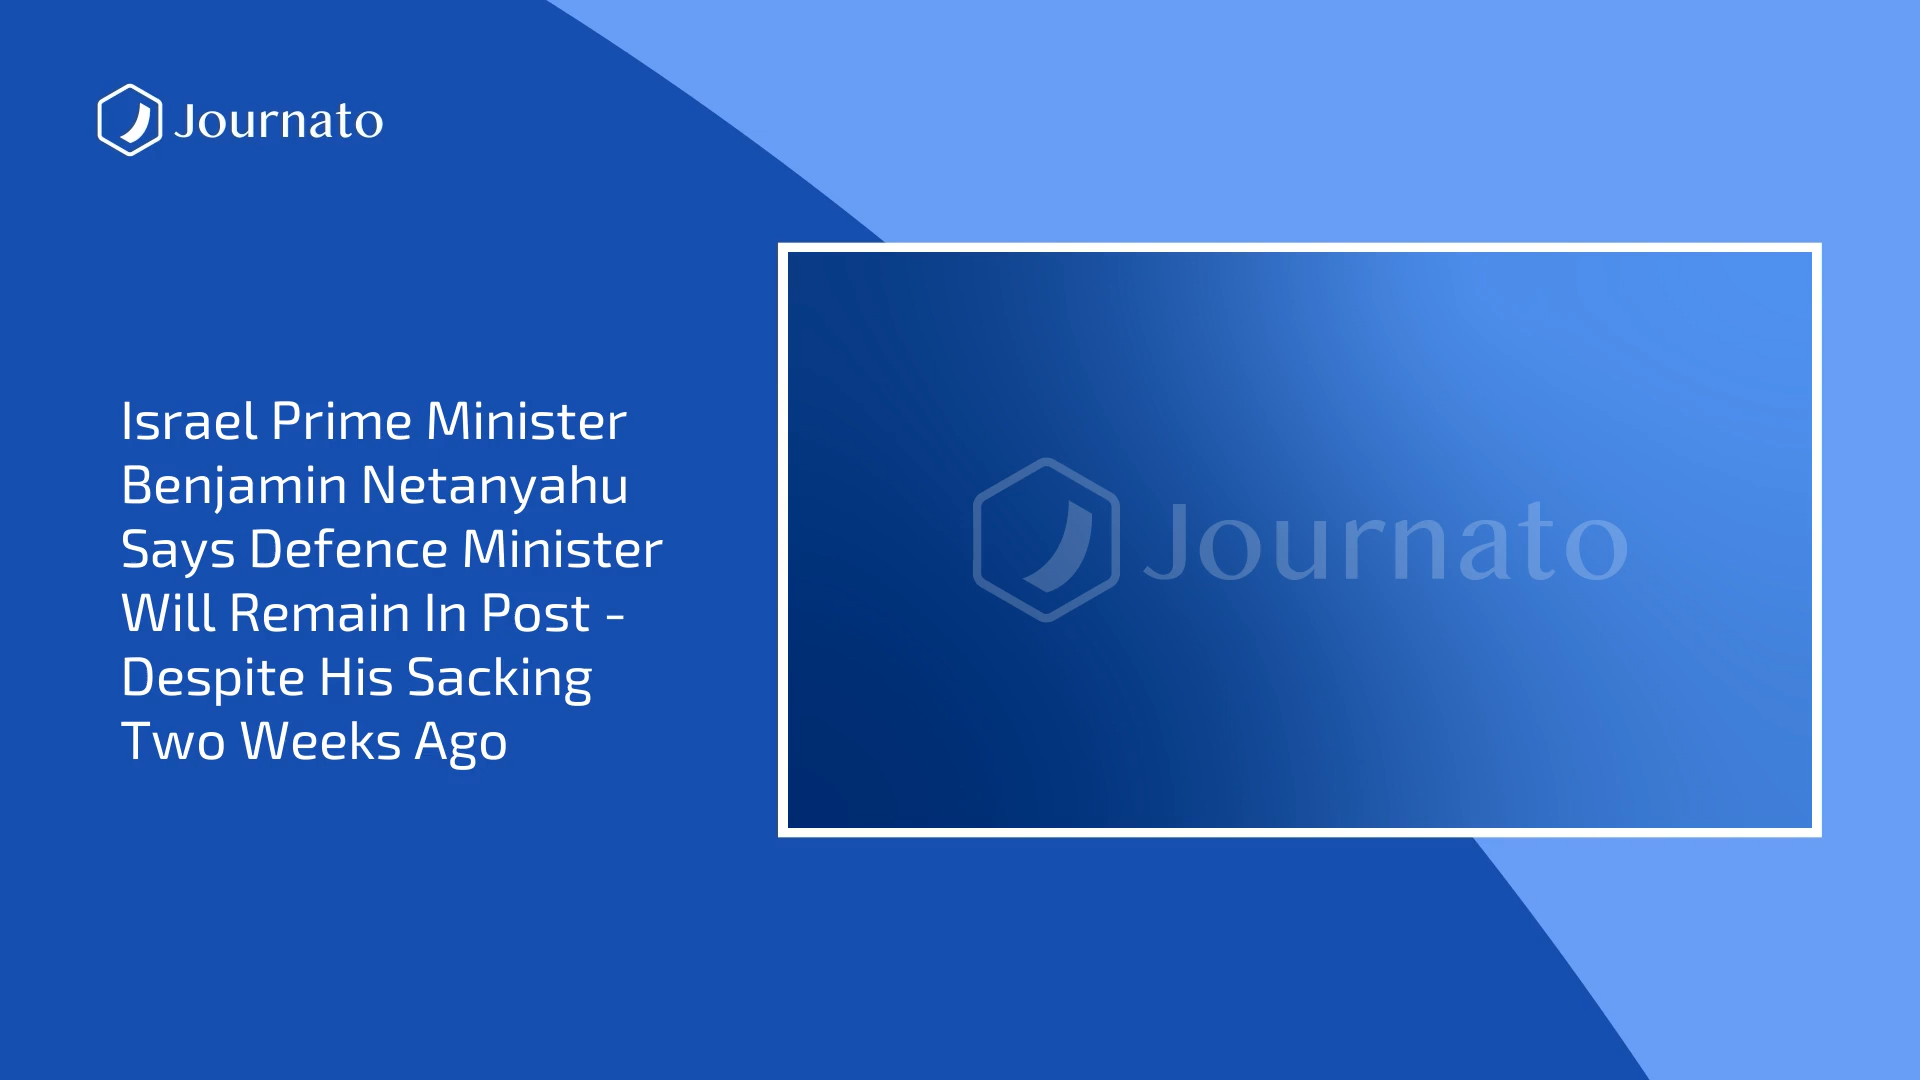 Journato
Israel Prime Minister
Benjamin Netanyahu
Says Defence Minister
Will Remain In Post -
Despite His Sacking
Two Weeks Ago
Journato